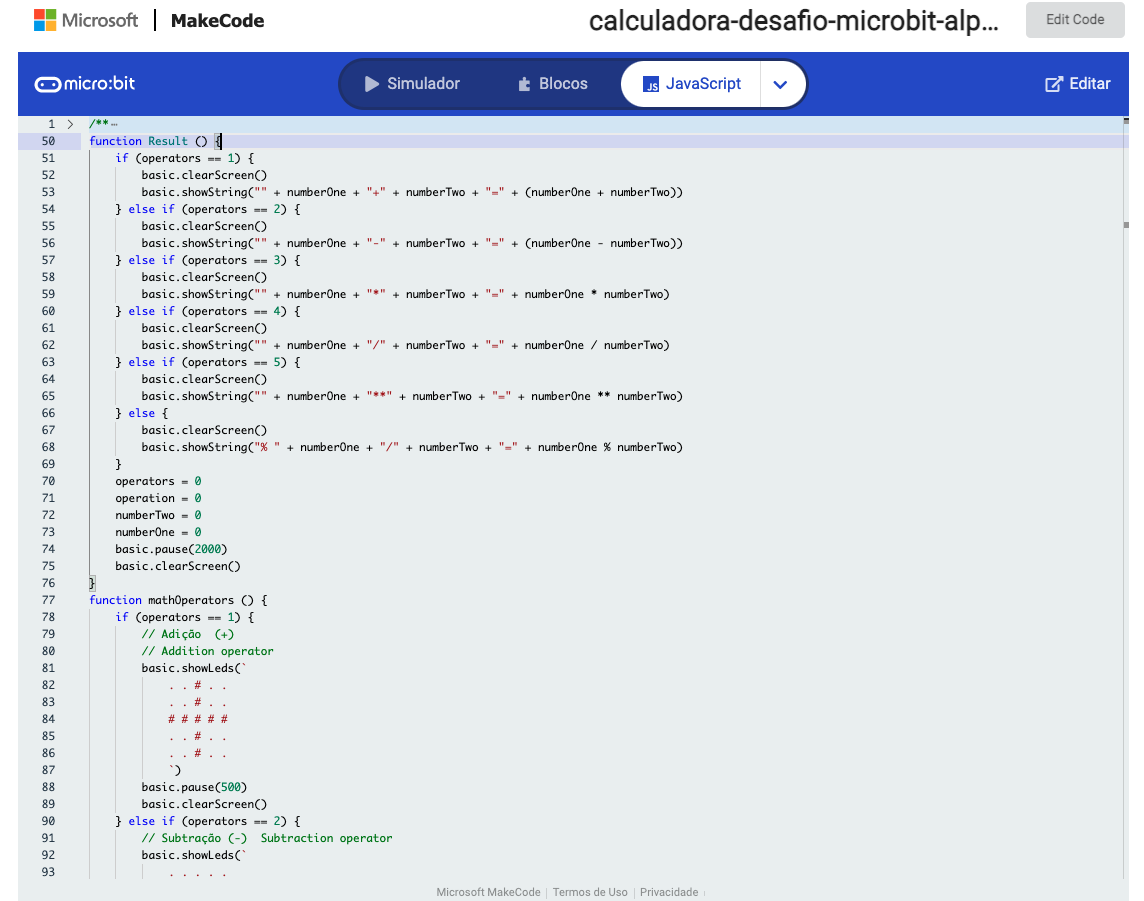 Microsoft | MakeCode
calculadora-desafio-microbit-alp...
Edit Code
micro:bit
Simulador
Blocos
JS JavaScript
Editar
1 > /** …
50 function Result () {
51 if (operators == 1) {
52 basic.clearScreen()
53 basic.showString("" + numberOne + "+" + numberTwo + "=" + (numberOne + numberTwo))
54 } else if (operators == 2) {
55 basic.clearScreen()
56 basic.showString("" + numberOne + "-" + numberTwo + "=" + (numberOne - numberTwo))
57 } else if (operators == 3) {
58 basic.clearScreen()
59 basic.showString("" + numberOne + "*" + numberTwo + "=" + numberOne * numberTwo)
60 } else if (operators == 4) {
61 basic.clearScreen()
62 basic.showString("" + numberOne + "/" + numberTwo + "=" + numberOne / numberTwo)
63 } else if (operators == 5) {
64 basic.clearScreen()
65 basic.showString("" + numberOne + "**" + numberTwo + "=" + numberOne ** numberTwo)
66 } else {
67 basic.clearScreen()
68 basic.showString("% " + numberOne + "/" + numberTwo + "=" + numberOne % numberTwo)
69 }
70 operators = 0
71 operation = 0
72 numberTwo = 0
73 numberOne = 0
74 basic.pause(2000)
75 basic.clearScreen()
76 }
77 function mathOperators () {
78 if (operators == 1) {
79 // Adição  (+)
80 // Addition operator
81 basic.showLeds(`
82 . . # . .
83 . . # . .
84 # # # # #
85 . . # . .
86 . . # . .
87 `)
88 basic.pause(500)
89 basic.clearScreen()
90 } else if (operators == 2) {
91 // Subtração (-)  Subtraction operator
92 basic.showLeds(`
93 . . . . .
Microsoft MakeCode | Termos de Uso | Privacidade |